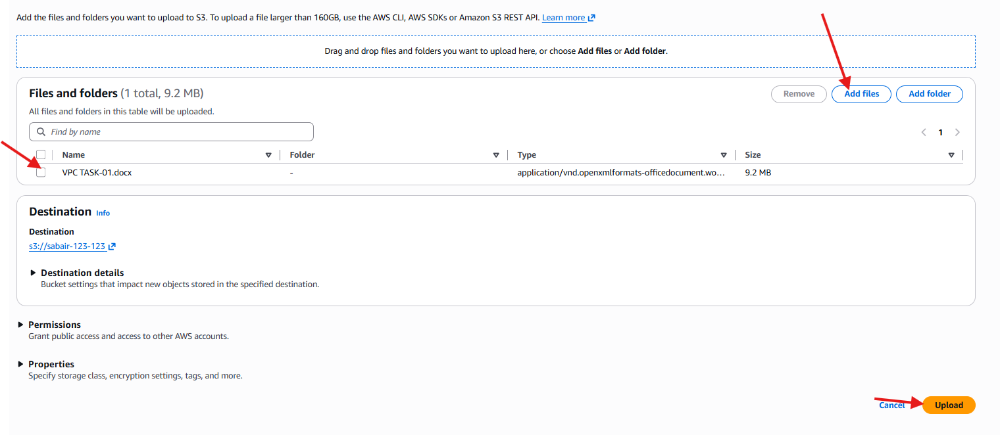 Add the files and folders you want to upload to S3. To upload a file larger than 160GB, use the AWS CLI, AWS SDKs or Amazon S3 REST API. Learn more
Drag and drop files and folders you want to upload here, or choose Add files or Add folder.
Files and folders (1 total, 9.2 MB)
Remove Add files Add folder
All files and folders in this table will be uploaded.
Find by name
1
Name Folder Type Size
VPC TASK-01.docx - application/vnd.openxmlformats-officedocument.wo... 9.2 MB
Destination Info
Destination
s3://sabair-123-123
Destination details
Bucket settings that impact new objects stored in the specified destination.
Permissions
Grant public access and access to other AWS accounts.
Properties
Specify storage class, encryption settings, tags, and more.
Cancel Upload